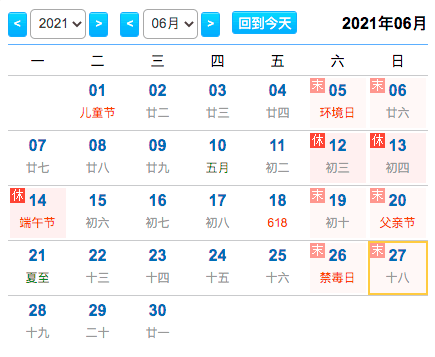 < 2021 > < 06月 > 回到今天 2021年06月
一 二 三 四 五 六 日
01 02 03 04 末 05 末 06
儿童节 廿二 廿三 廿四 环境日 廿六
07 08 09 10 11 休 12 休 13
廿七 廿八 廿九 五月 初二 初三 初四
休 14 15 16 17 18 末 19 末 20
端午节 初六 初七 初八 618 初十 父亲节
21 22 23 24 25 末 26 末 27
夏至 十三 十四 十五 十六 禁毒日 十八
28 29 30
十九 二十 廿一